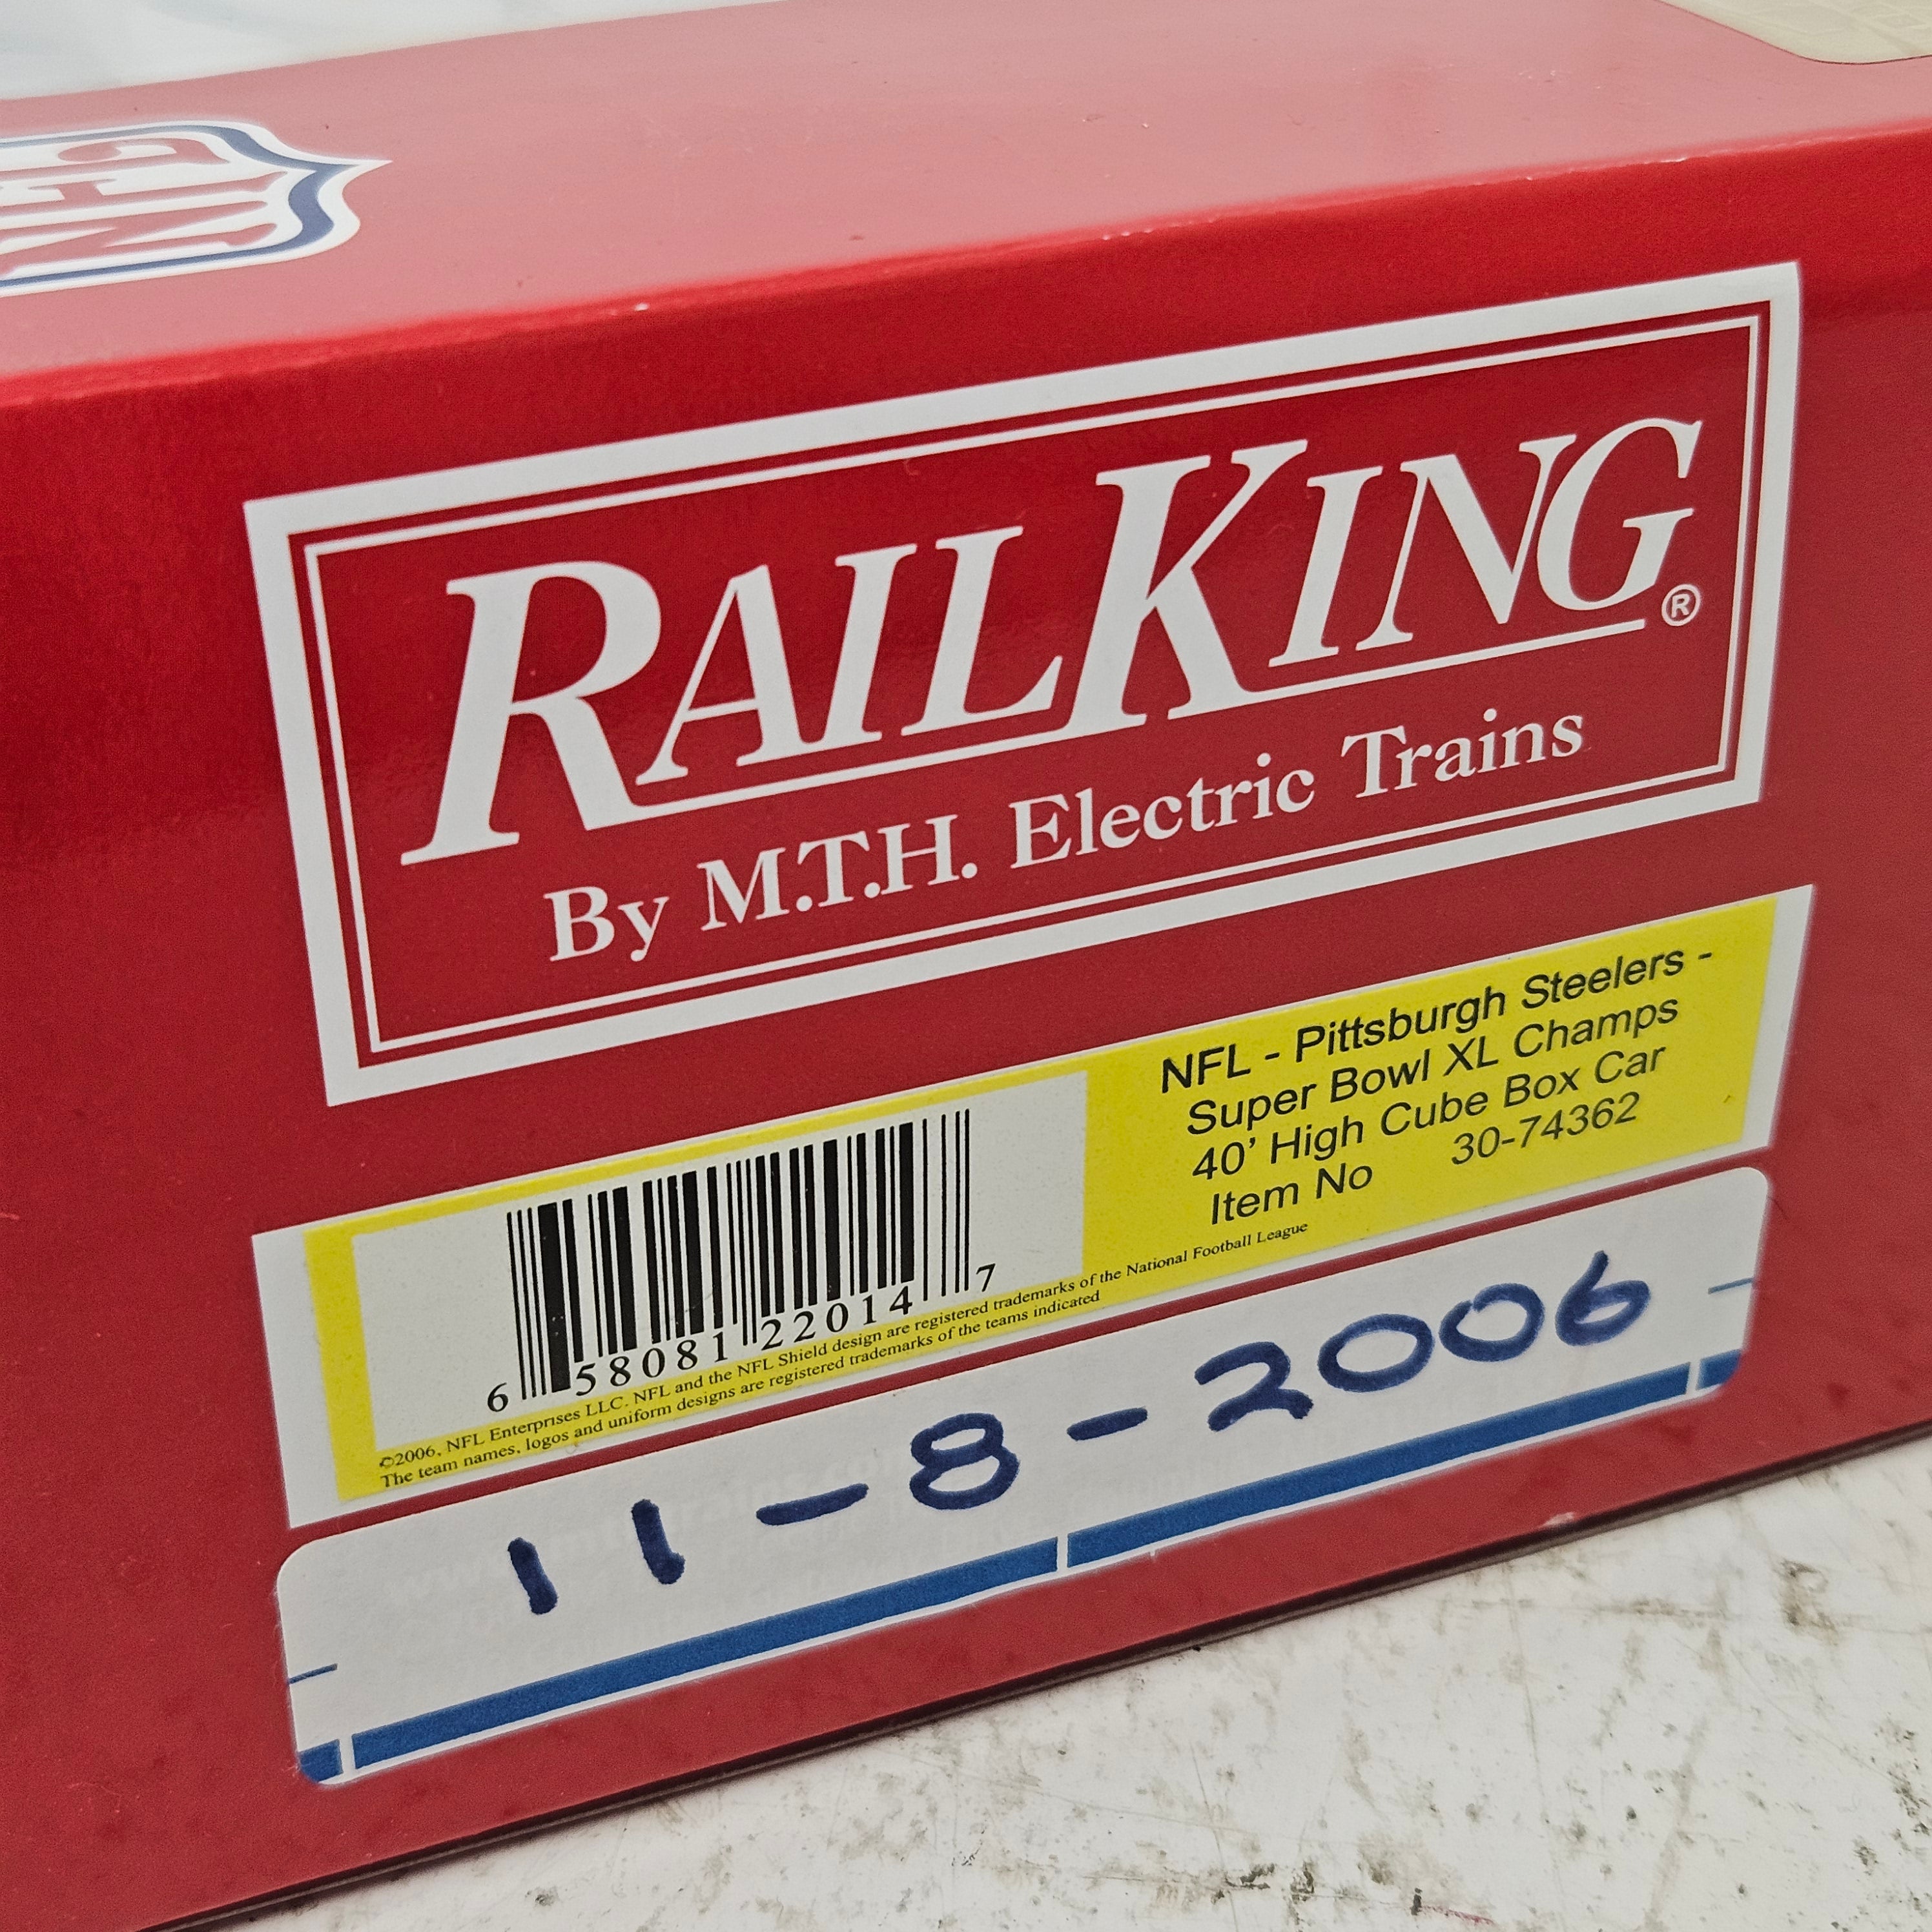 NFL
RAILKING®
By M.T.H. Electric Trains
NFL - Pittsburgh Steelers -
Super Bowl XL Champs
40' High Cube Box Car
Item No 30-74362
6 58081 22014 7
©2006, NFL Enterprises LLC. NFL and the NFL Shield design are registered trademarks of the National Football League
The team names, logos and uniform designs are registered trademarks of the teams indicated
11-8-2006